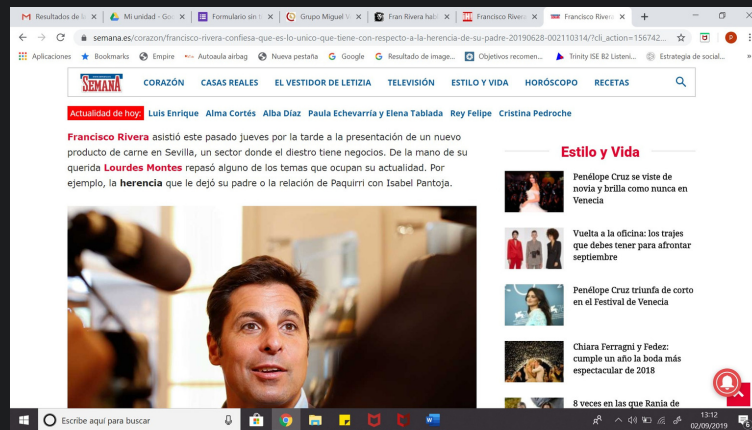 Resultados de la
Mi unidad - Goo
Formulario sin t
Grupo Miguel V
Fran Rivera habl
Francisco Rivera
Francisco Rivera
semana.es/corazon/francisco-rivera-confiesa-que-es-lo-unico-que-tiene-con-respecto-a-la-herencia-de-su-padre-20190628-002110314/?cli_action=156742...
Aplicaciones
Bookmarks
Empire
Autoaula airbag
Nueva pestaña
Google
Resultado de image...
Objetivos recomen...
Trinity ISE B2 Listeni...
Estrategia de social...
»
SEMANA
CORAZÓN
CASAS REALES
EL VESTIDOR DE LETIZIA
TELEVISIÓN
ESTILO Y VIDA
HORÓSCOPO
RECETAS
Actualidad de hoy: Luis Enrique Alma Cortés Alba Díaz Paula Echevarría y Elena Tablada Rey Felipe Cristina Pedroche
Francisco Rivera asistió este pasado jueves por la tarde a la presentación de un nuevo
producto de carne en Sevilla, un sector donde el diestro tiene negocios. De la mano de su
querida Lourdes Montes repasó alguno de los temas que ocupan su actualidad. Por
ejemplo, la herencia que le dejó su padre o la relación de Paquirri con Isabel Pantoja.
Estilo y Vida
Penélope Cruz se viste de
novia y brilla como nunca en
Venecia
Vuelta a la oficina: los trajes
que debes tener para afrontar
septiembre
Penélope Cruz triunfa de corto
en el Festival de Venecia
Chiara Ferragni y Fedez:
cumple un año la boda más
espectacular de 2018
8 veces en las que Rania de
Escribe aquí para buscar
13:12
02/09/2019